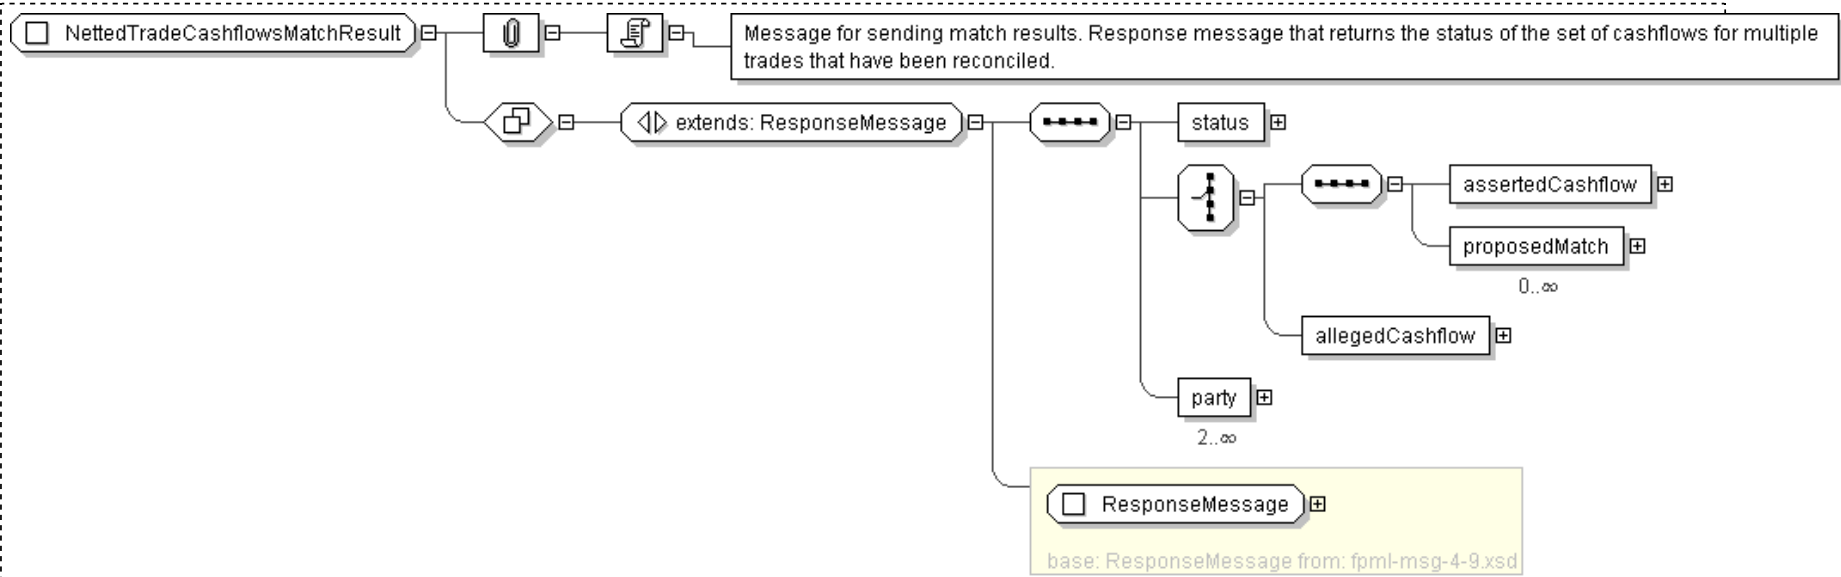 NettedTradeCashflowsMatchResult
Message for sending match results. Response message that returns the status of the set of cashflows for multiple
trades that have been reconciled.
extends: ResponseMessage
status
assertedCashflow
proposedMatch
0..∞
allegedCashflow
party
2..∞
ResponseMessage
base: ResponseMessage from: fpml-msg-4-9.xsd